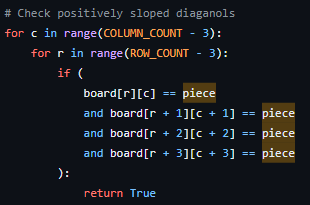 # Check positively sloped diaganols
for c in range(COLUMN_COUNT - 3):
    for r in range(ROW_COUNT - 3):
        if (
            board[r][c] == piece
            and board[r + 1][c + 1] == piece
            and board[r + 2][c + 2] == piece
            and board[r + 3][c + 3] == piece
        ):
            return True